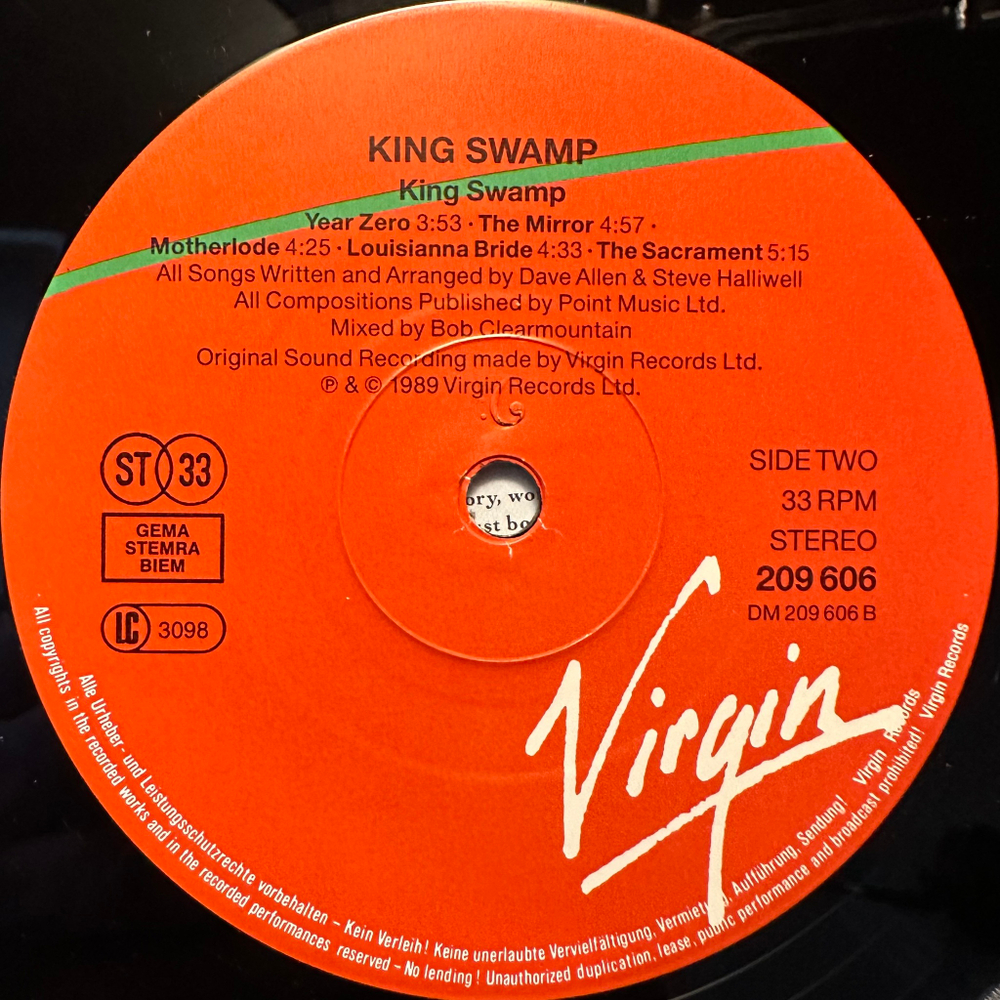 KING SWAMP
King Swamp
Year Zero 3:53 · The Mirror 4:57 ·
Motherlode 4:25 · Louisianna Bride 4:33 · The Sacrament 5:15
All Songs Written and Arranged by Dave Allen & Steve Halliwell
All Compositions Published by Point Music Ltd.
Mixed by Bob Clearmountain
Original Sound Recording made by Virgin Records Ltd.
℗ & © 1989 Virgin Records Ltd.
ST 33
GEMA
STEMRA
BIEM
LC 3098
ory, wo
st bo
SIDE TWO
33 RPM
STEREO
209 606
DM 209 606 B
Virgin
Alle Urheber- und Leistungsschutzrechte vorbehalten – Kein Verleih! Keine unerlaubte Vervielfältigung, Vermietung, Aufführung, Sendung! Virgin Records
All copyrights in the recorded works and in the recorded performances reserved – No lending! Unauthorized duplication, lease, public performance and broadcast prohibited! Virgin Records